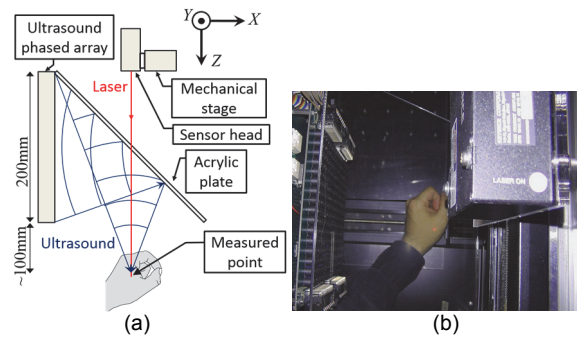 Ultrasound
phased array
Y
X
Z
Laser
Mechanical
stage
Sensor head
200mm
Acrylic
plate
Ultrasound
~100mm
Measured
point
LASER ON
(a)
(b)